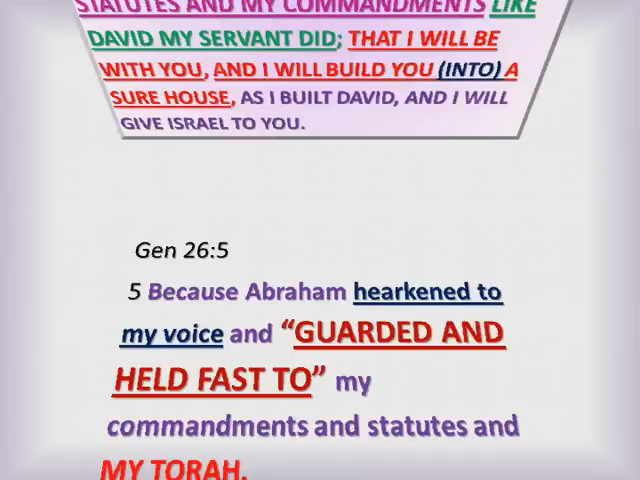 STATUTES AND MY COMMANDMENTS LIKE
DAVID MY SERVANT DID; THAT I WILL BE
WITH YOU, AND I WILL BUILD YOU (INTO) A
SURE HOUSE, AS I BUILT DAVID, AND I WILL
GIVE ISRAEL TO YOU.
Gen 26:5
5 Because Abraham hearkened to
my voice and “GUARDED AND
HELD FAST TO” my
commandments and statutes and
MY TORAH.